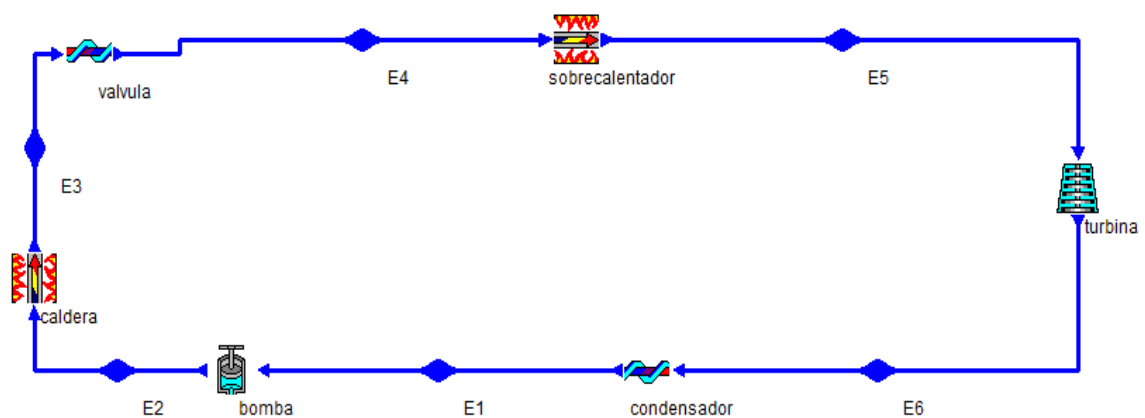 E4
sobrecalentador
E5
valvula
E3
turbina
caldera
E2
bomba
E1
condensador
E6